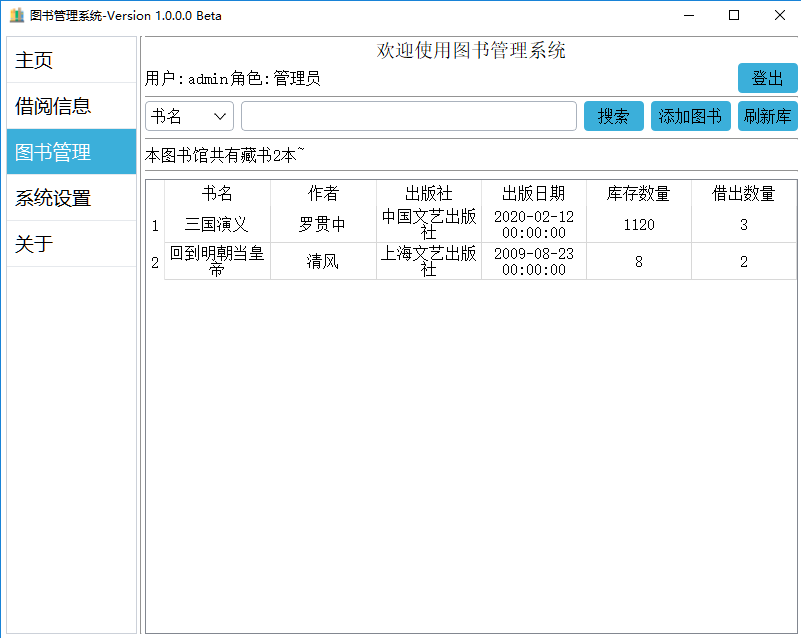 图书管理系统-Version 1.0.0.0 Beta
主页
借阅信息
图书管理
系统设置
关于
欢迎使用图书管理系统
用户:admin角色:管理员
登出
书名
搜索
添加图书
刷新库
本图书馆共有藏书2本~
书名 作者 出版社 出版日期 库存数量 借出数量
1 三国演义 罗贯中 中国文艺出版社 2020-02-12 00:00:00 1120 3
2 回到明朝当皇帝 清风 上海文艺出版社 2009-08-23 00:00:00 8 2